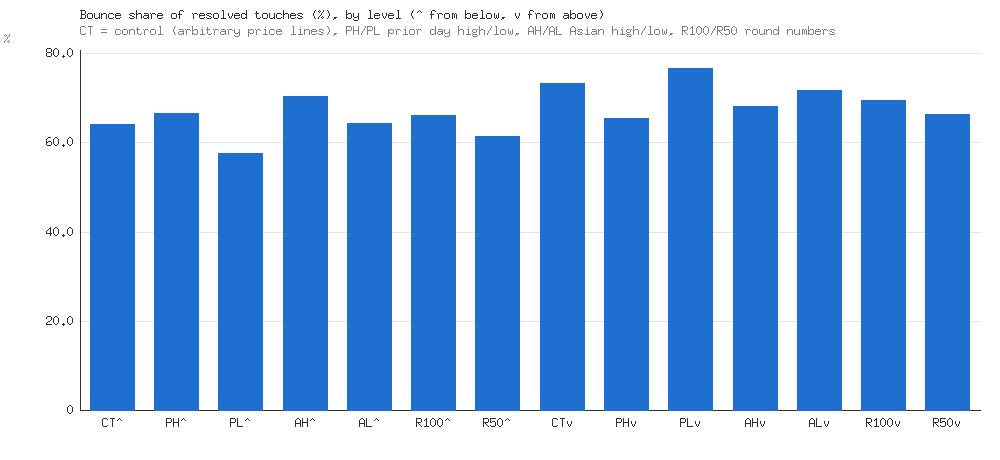 Bounce share of resolved touches (%), by level (^ from below, v from above)
CT = control (arbitrary price lines), PH/PL prior day high/low, AH/AL Asian high/low, R100/R50 round numbers
%
80.0
60.0
40.0
20.0
0
CT^ PH^ PL^ AH^ AL^ R100^ R50^ CTv PHv PLv AHv ALv R100v R50v